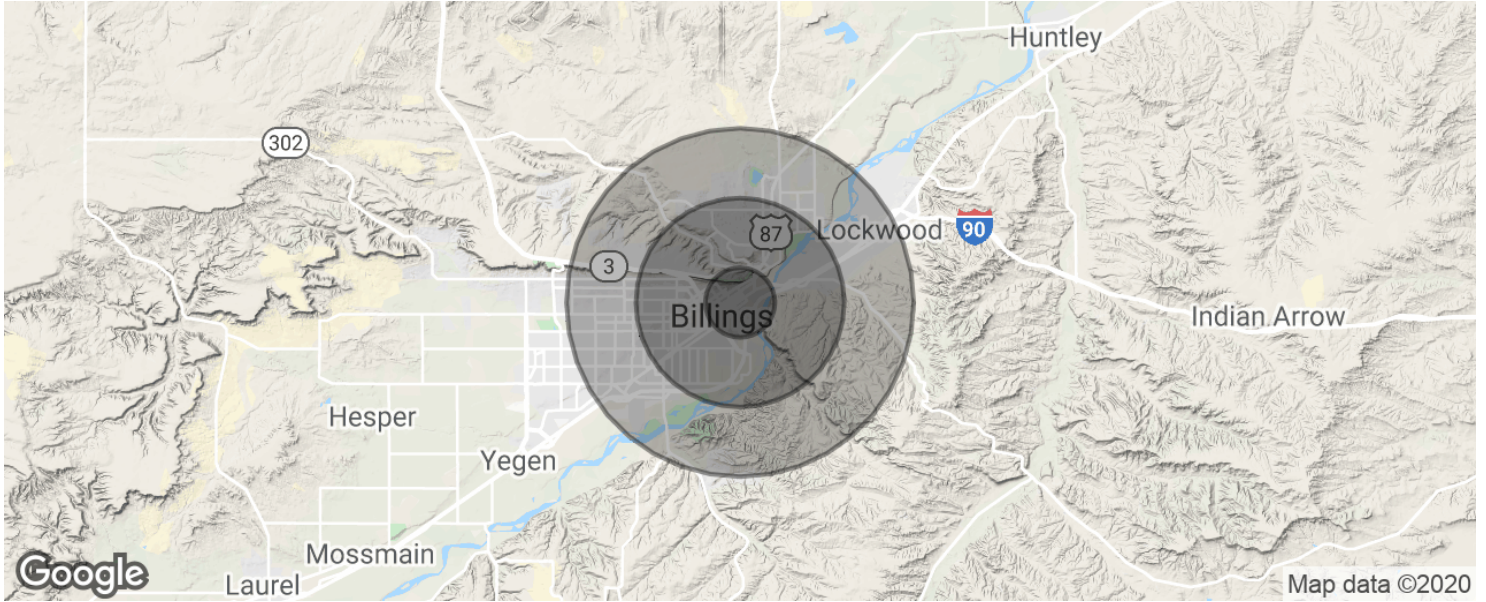 Huntley
302
87
Lockwood
90
3
Billings
Indian Arrow
Hesper
Yegen
Mossmain
Laurel
Google
Map data ©2020